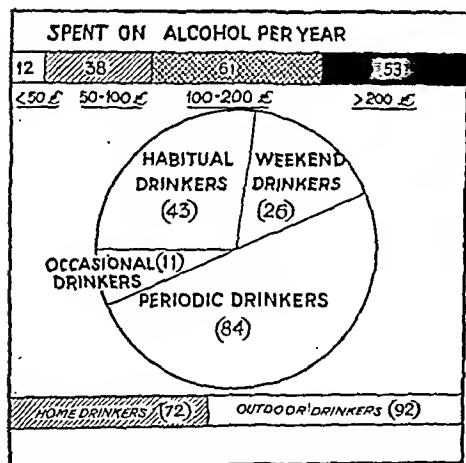 SPENT ON ALCOHOL PER YEAR
12 38 61 53
<50 £ 50-100 £ 100-200 £ >200 £
HABITUAL DRINKERS (43)
WEEKEND DRINKERS (26)
OCCASIONAL (11) DRINKERS
PERIODIC DRINKERS (84)
HOME DRINKERS (72) OUTDOOR DRINKERS (92)